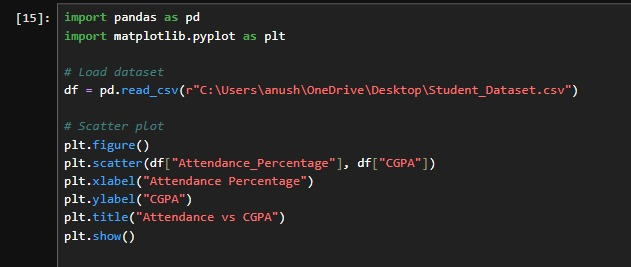 [15]: import pandas as pd
import matplotlib.pyplot as plt
# Load dataset
df = pd.read_csv(r"C:\Users\anush\OneDrive\Desktop\Student_Dataset.csv")
# Scatter plot
plt.figure()
plt.scatter(df["Attendance_Percentage"], df["CGPA"])
plt.xlabel("Attendance Percentage")
plt.ylabel("CGPA")
plt.title("Attendance vs CGPA")
plt.show()